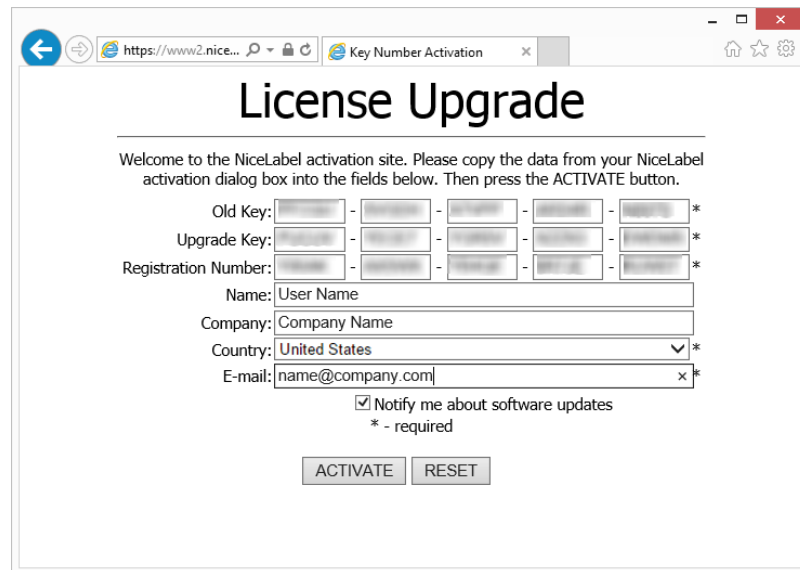 https://www2.nice...
Key Number Activation
License Upgrade
Welcome to the NiceLabel activation site. Please copy the data from your NiceLabel
activation dialog box into the fields below. Then press the ACTIVATE button.
Old Key: - - - - *
Upgrade Key: - - - - *
Registration Number: - - - - *
Name: User Name
Company: Company Name
Country: United States *
E-mail: name@company.com *
Notify me about software updates
* - required
ACTIVATE RESET